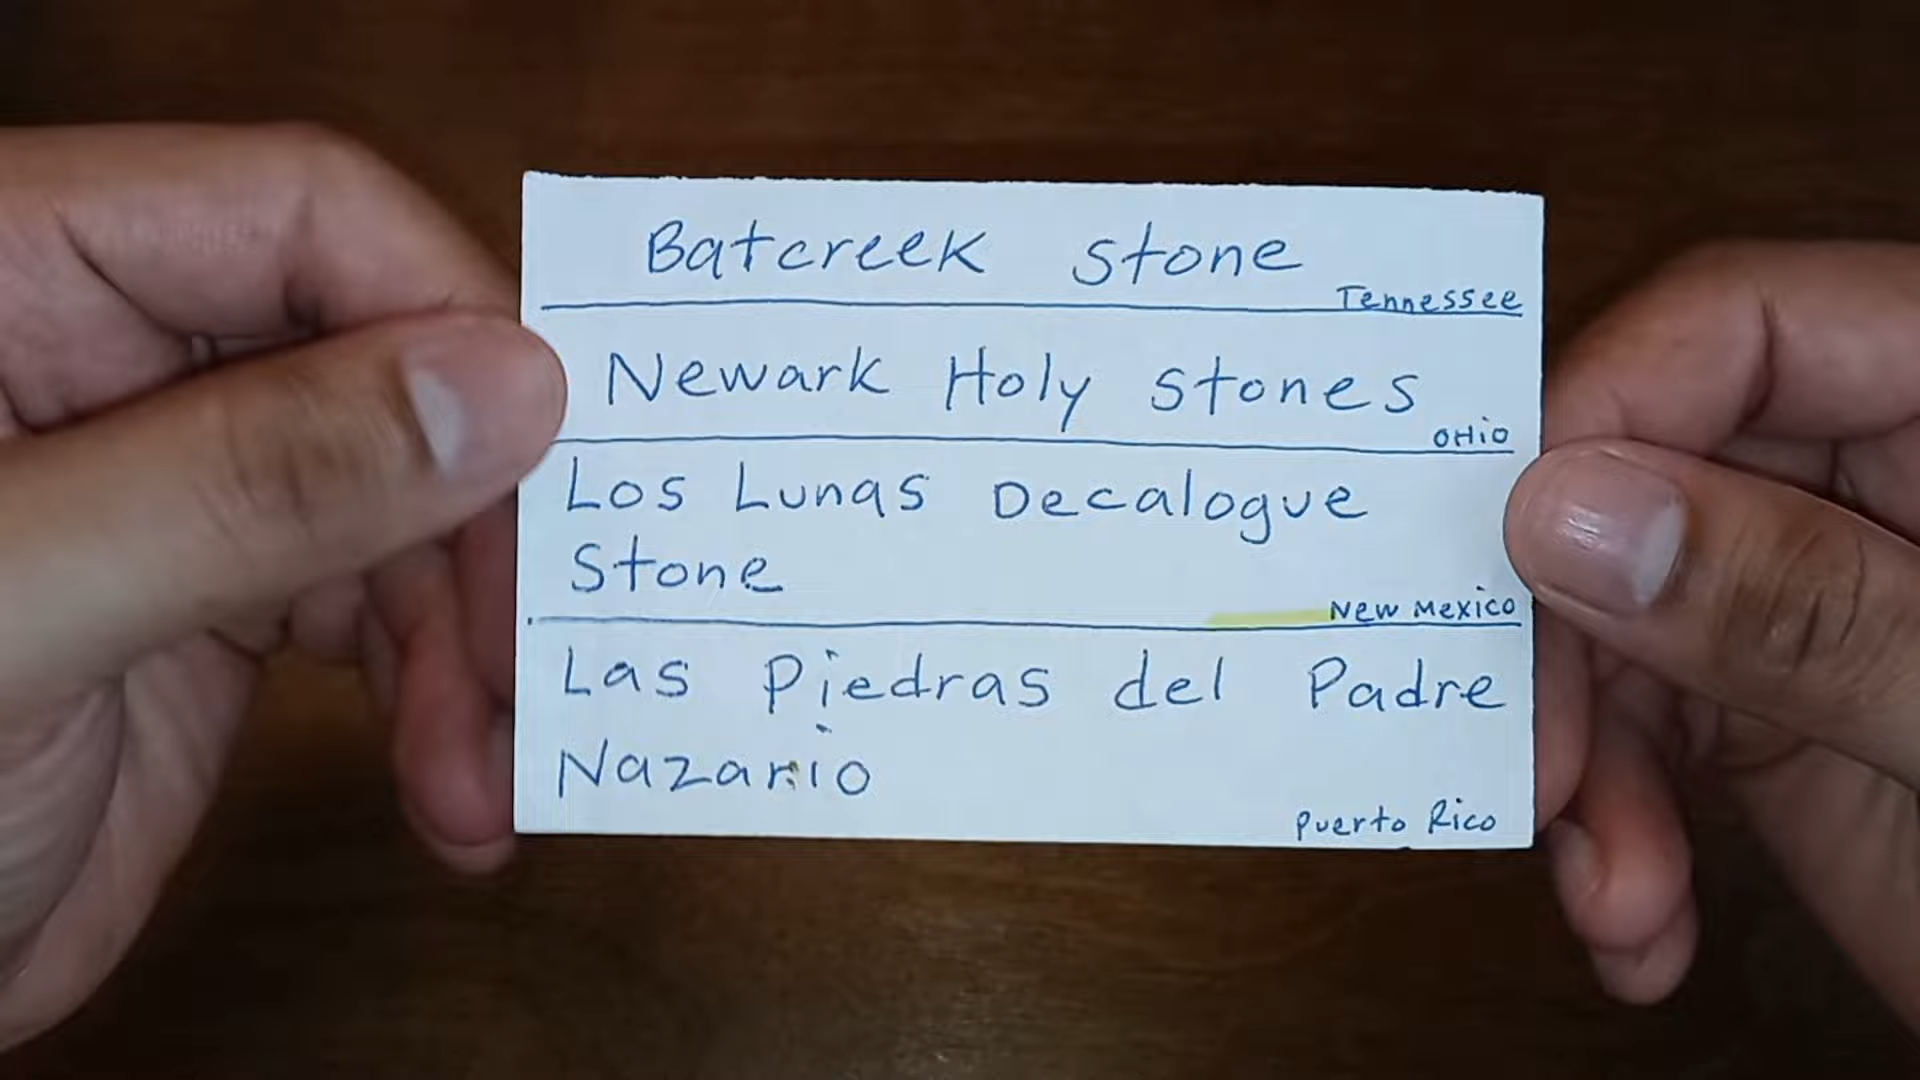 Batcreek Stone
Tennessee
Newark Holy Stones
OHio
Los Lunas Decalogue
Stone
New Mexico
Las Piedras del Padre
Nazario
Puerto Rico